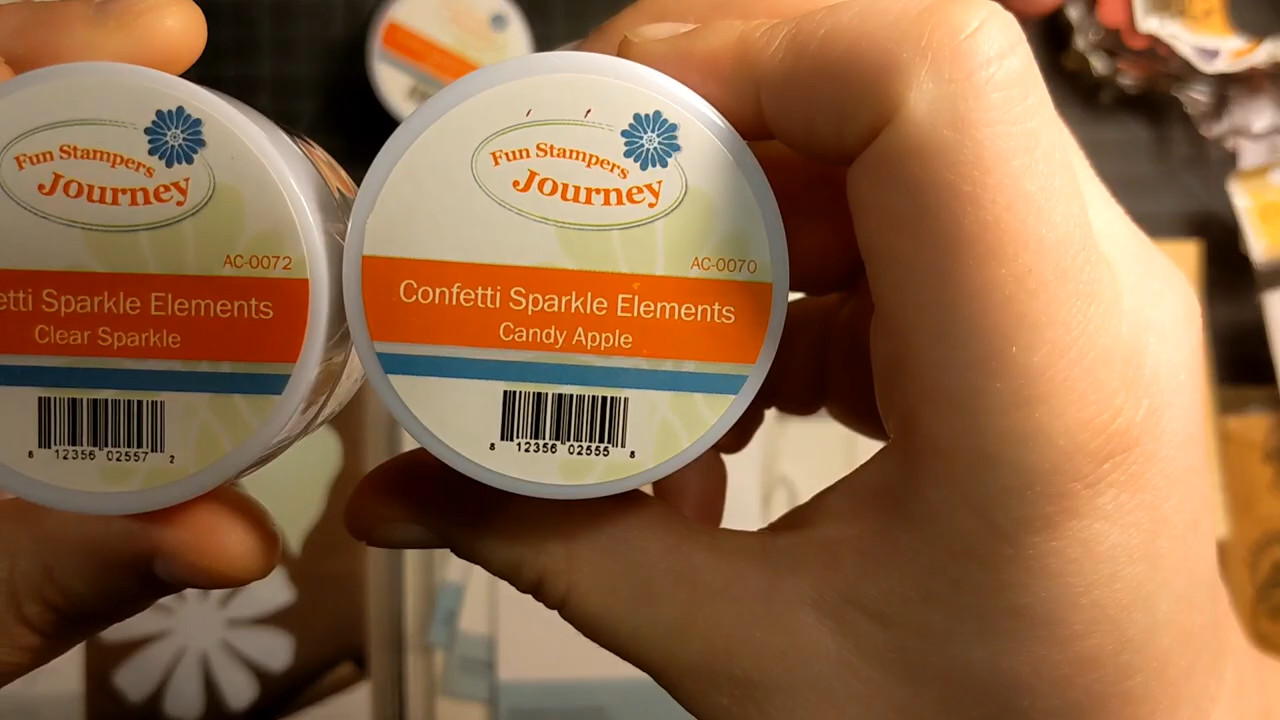 Fun Stampers
Journey
AC-0072
etti Sparkle Elements
Clear Sparkle
8 12356 02557 2
Fun Stampers
Journey
AC-0070
Confetti Sparkle Elements
Candy Apple
8 12356 02555 8